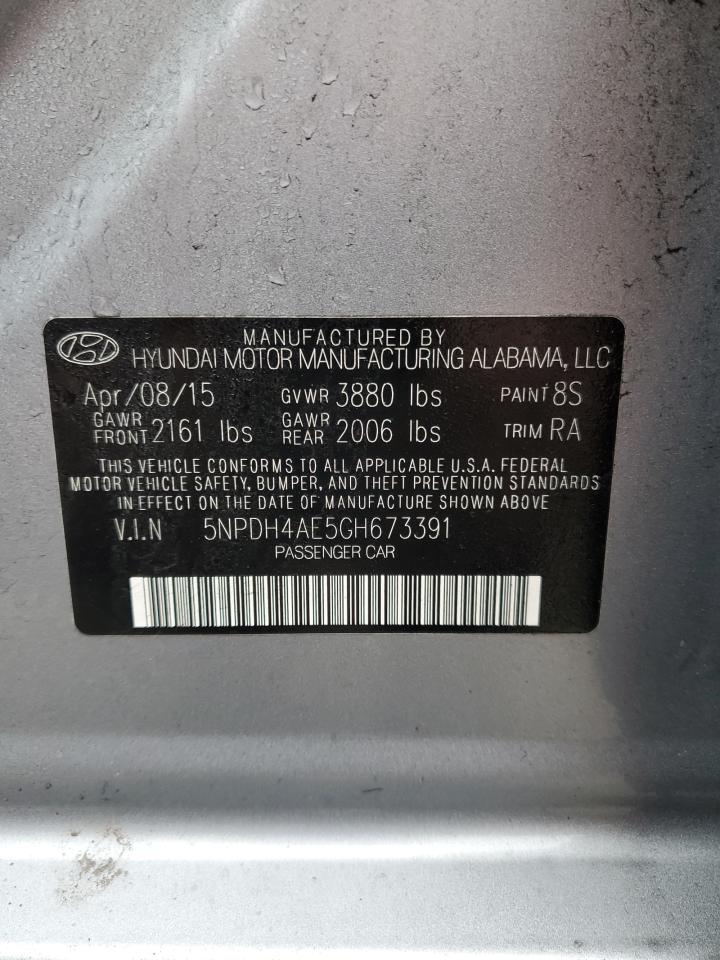 MANUFACTURED BY
HYUNDAI MOTOR MANUFACTURING ALABAMA, LLC
Apr/08/15 GVWR 3880 lbs PAINT 8S
GAWR FRONT 2161 lbs GAWR REAR 2006 lbs TRIM RA
THIS VEHICLE CONFORMS TO ALL APPLICABLE U.S.A. FEDERAL
MOTOR VEHICLE SAFETY, BUMPER, AND THEFT PREVENTION STANDARDS
IN EFFECT ON THE DATE OF MANUFACTURE SHOWN ABOVE
V.I.N 5NPDH4AE5GH673391
PASSENGER CAR